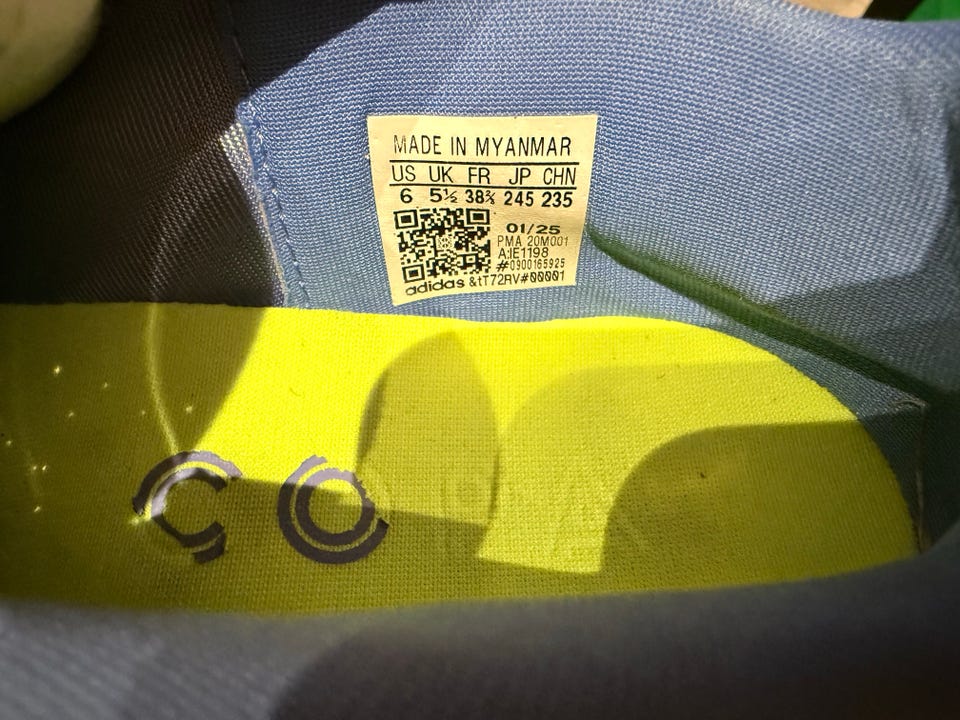 MADE IN MYANMAR
US UK FR JP CHN
6 5½ 38⅔ 245 235
01/25
PMA 20M001
A:IE1198
#0900165925
adidas &tT72RV#00001